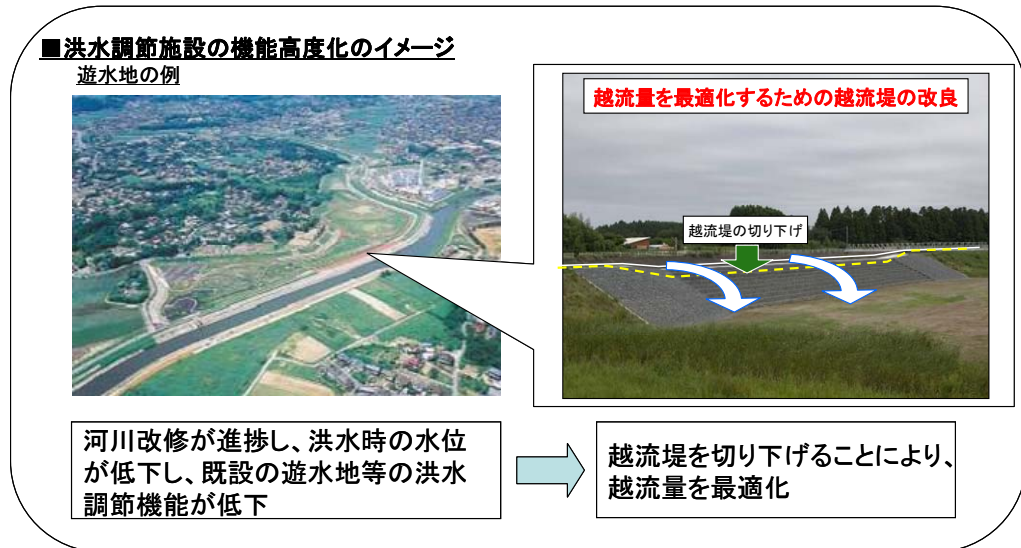 ■洪水調節施設の機能高度化のイメージ
遊水地の例
越流量を最適化するための越流堤の改良
越流堤の切り下げ
河川改修が進捗し、洪水時の水位
が低下し、既設の遊水地等の洪水
調節機能が低下
越流堤を切り下げることにより、
越流量を最適化